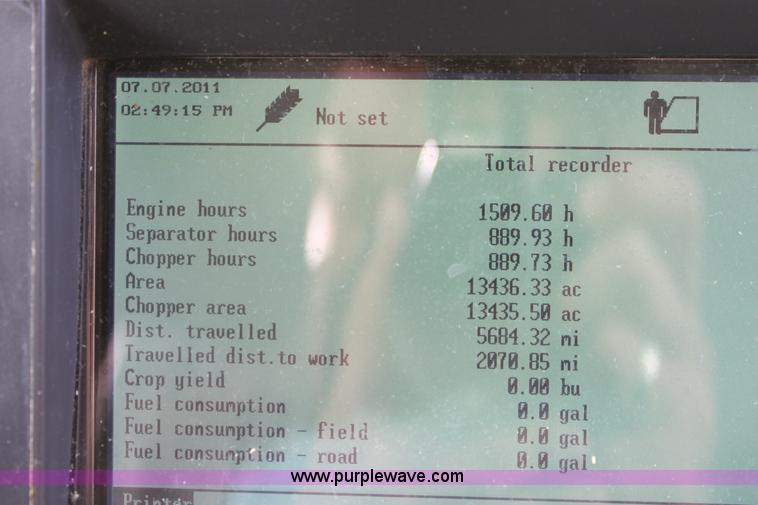 07.07.2011
02:49:15 PM
Not set
Total recorder
Engine hours 1509.60 h
Separator hours 889.93 h
Chopper hours 889.73 h
Area 13436.33 ac
Chopper area 13435.50 ac
Dist. travelled 5684.32 mi
Travelled dist.to work 2070.85 mi
Crop yield 0.00 bu
Fuel consumption 0.0 gal
Fuel consumption - field 0.0 gal
Fuel consumption - road 0.0 gal
www.purplewave.com
Printer